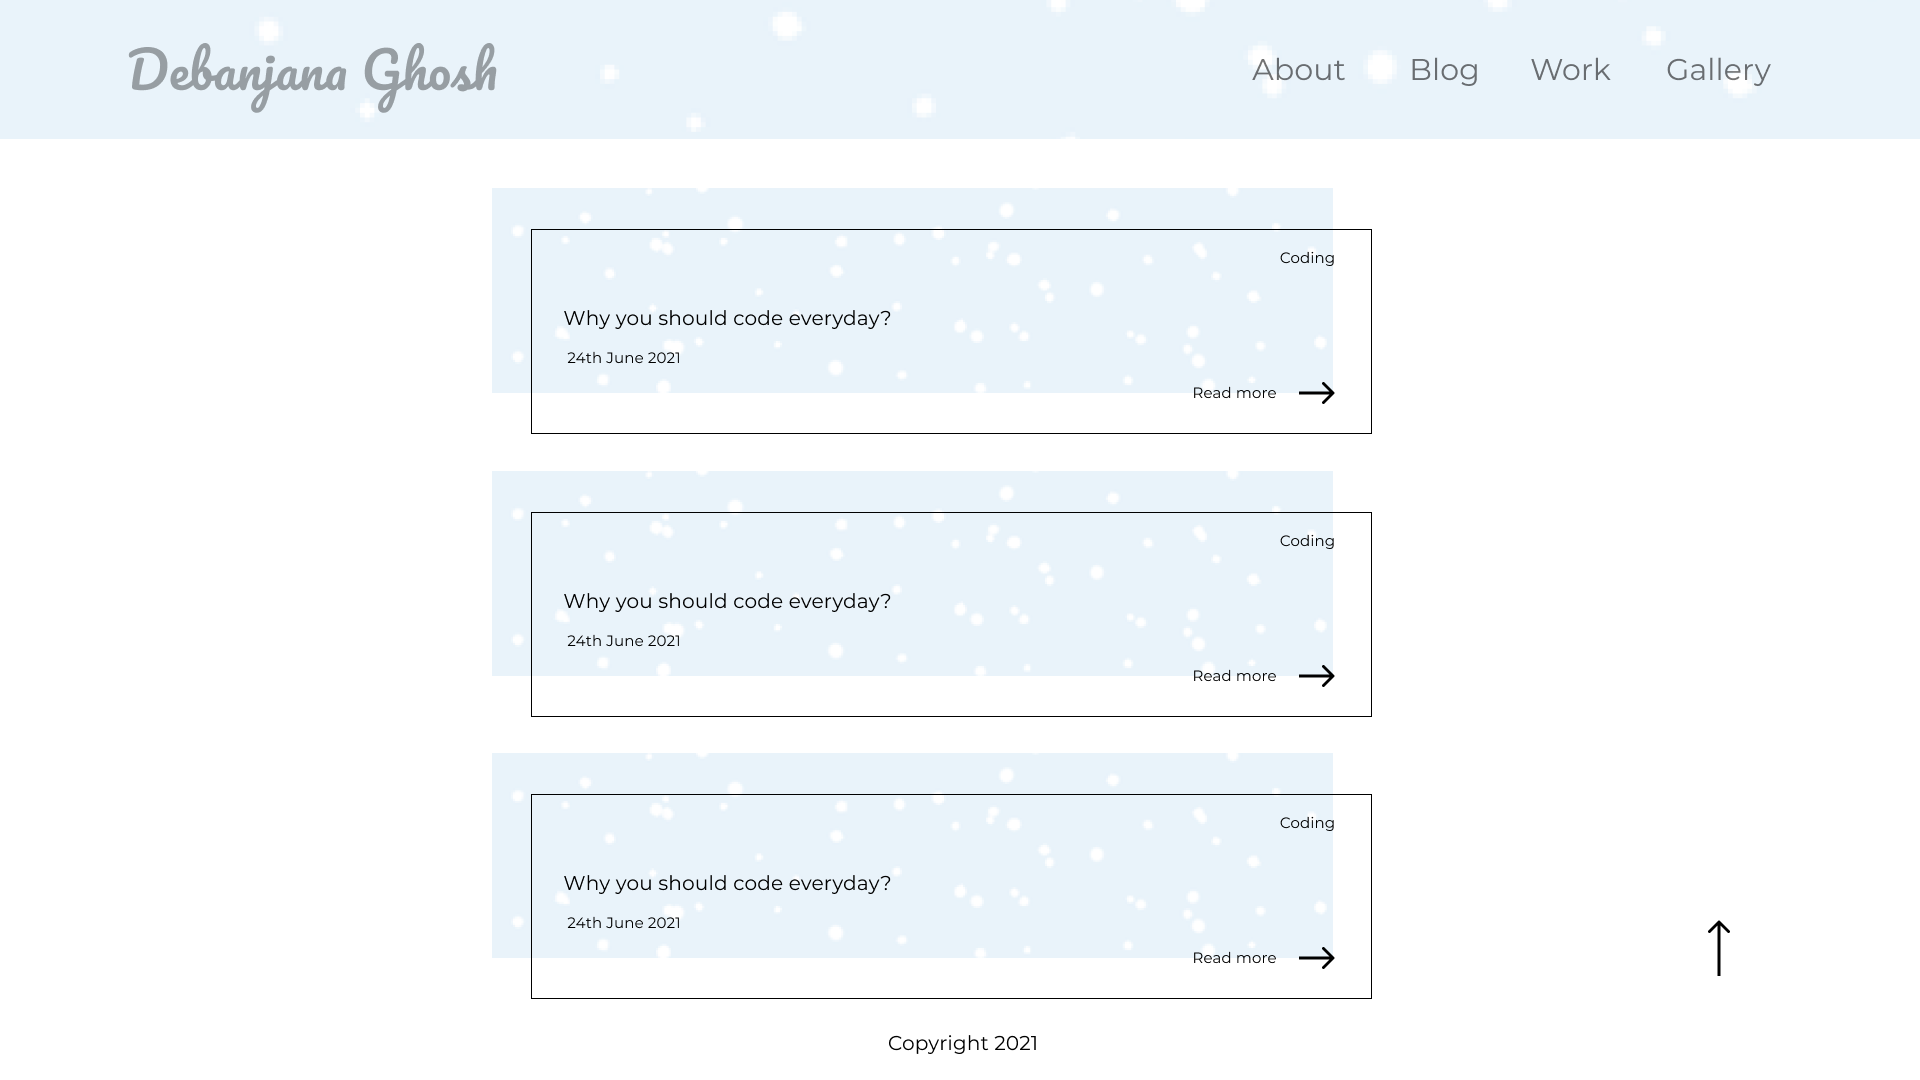 Debanjana Ghosh
About Blog Work Gallery
Coding
Why you should code everyday?
24th June 2021
Read more
Coding
Why you should code everyday?
24th June 2021
Read more
Coding
Why you should code everyday?
24th June 2021
Read more
Copyright 2021